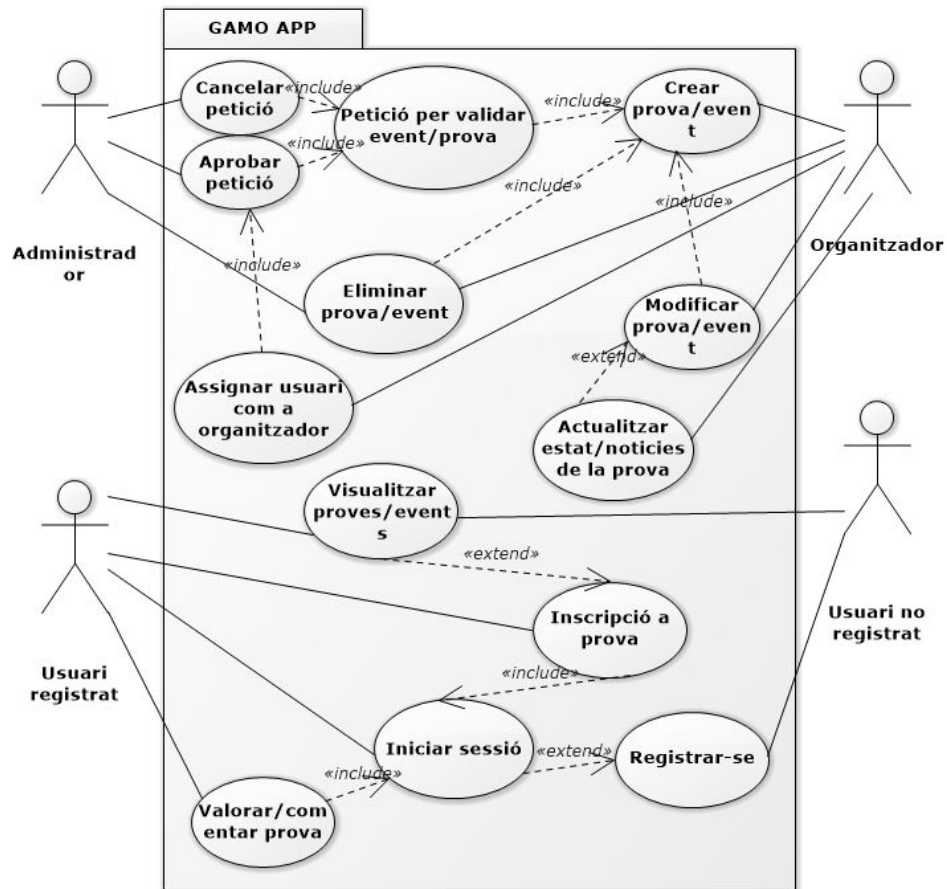 GAMO APP
Cancelar
petició
«include»
Petició per validar
event/prova
«include»
Crear
prova/even
t
Aprobar
petició
«include»
«include»
«include»
Administrad
or
Organitzador
«include»
Eliminar
prova/event
Modificar
prova/even
t
«extend»
Assignar usuari
com a
organitzador
Actualitzar
estat/noticies
de la prova
Visualitzar
proves/event
s
«extend»
Inscripció a
prova
Usuari no
registrat
Usuari
registrat
«include»
Iniciar sessió
«extend»
Registrar-se
«include»
Valorar/com
entar prova